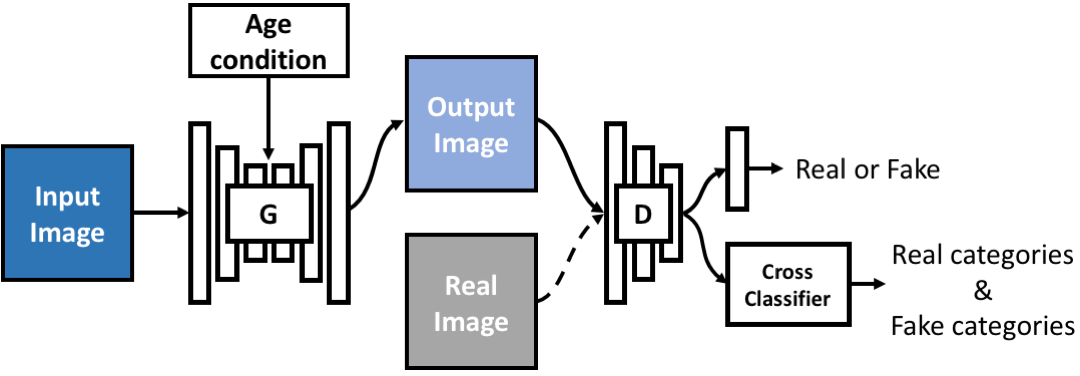 Age
condition
Input
Image
G
Output
Image
Real
Image
D
Real or Fake
Cross
Classifier
Real categories
&
Fake categories